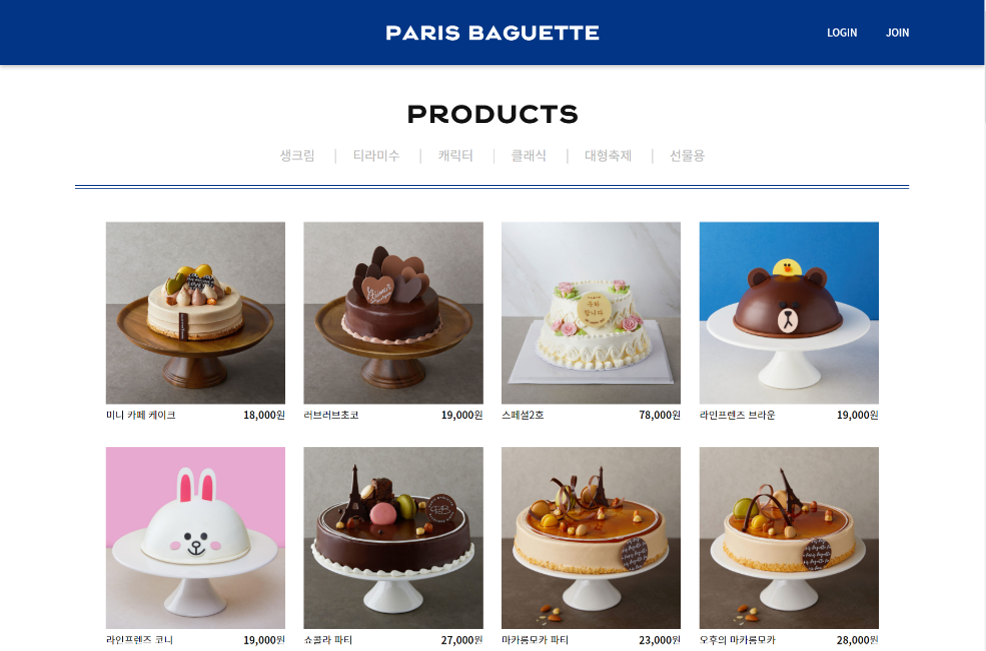 PARIS BAGUETTE
LOGIN JOIN
PRODUCTS
생크림 | 티라미수 | 캐릭터 | 클래식 | 대형축제 | 선물용
미니 카페 케이크 18,000원
러브러브초코 19,000원
스페셜2호 78,000원
라인프렌즈 브라운 19,000원
라인프렌즈 코니 19,000원
쇼콜라 파티 27,000원
마카롱모카 파티 23,000원
오후의 마카롱모카 28,000원